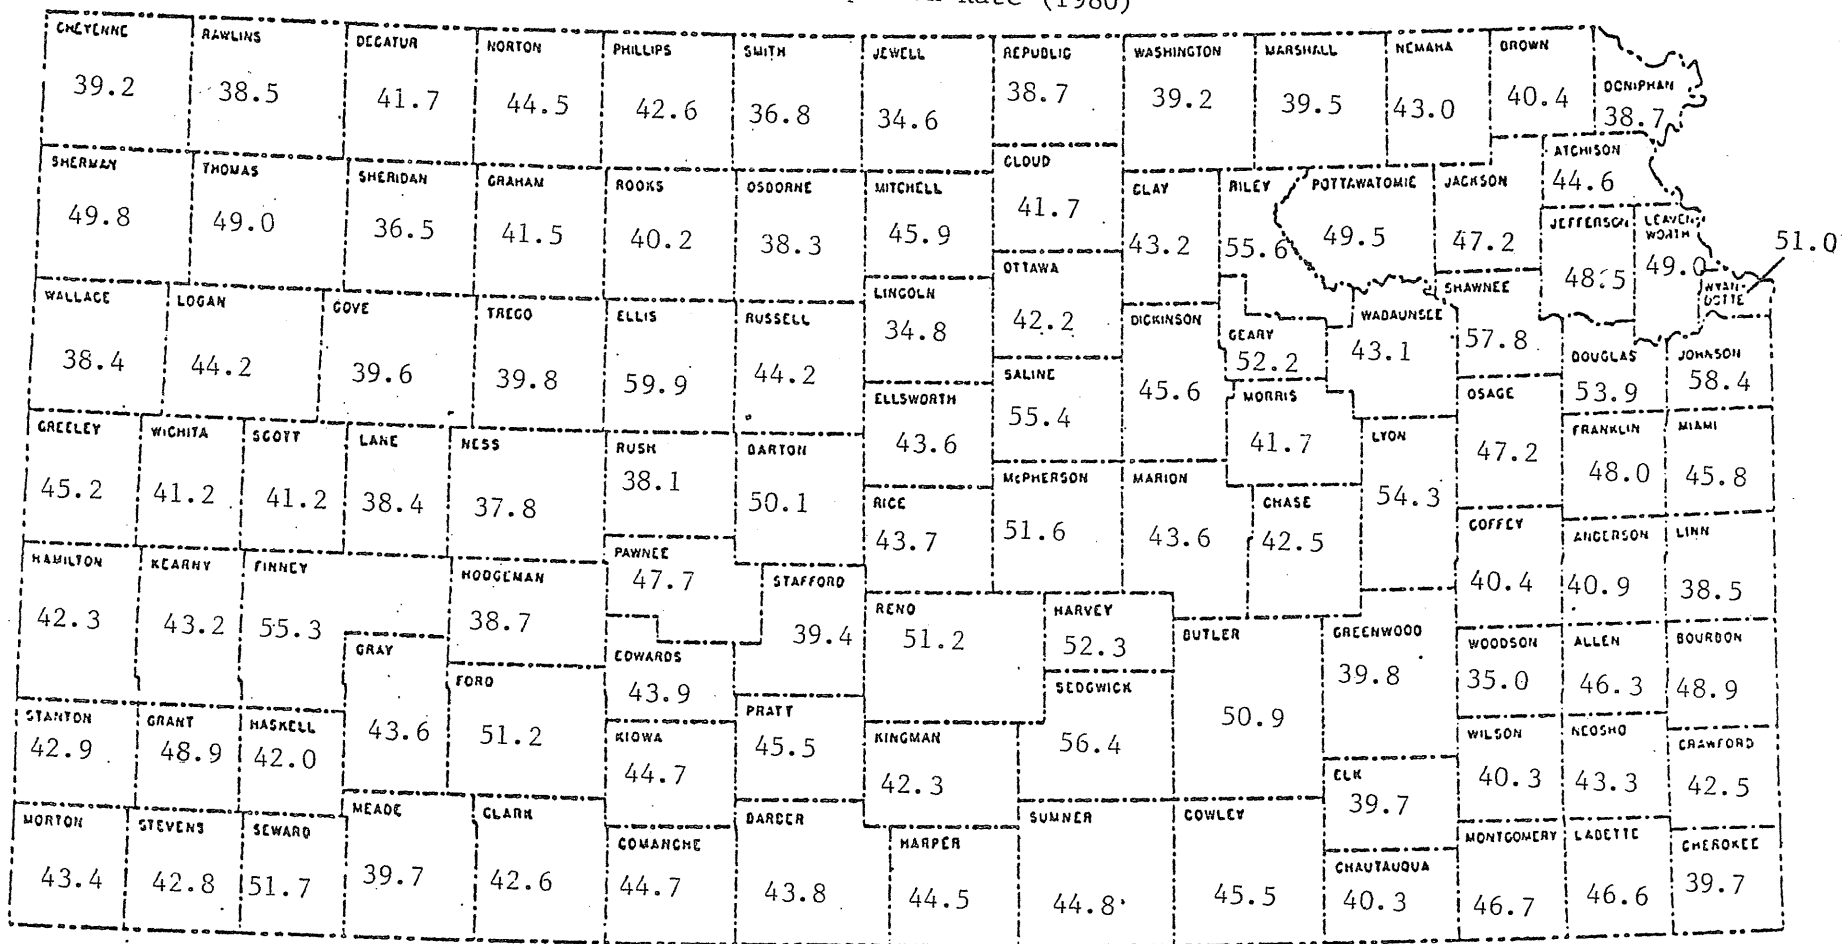 Rate (1980)
CHEYENNE RAWLINS DECATUR NORTON PHILLIPS SMITH JEWELL REPUBLIC WASHINGTON MARSHALL NEMAHA BROWN
DONIPHAN
39.2 38.5 41.7 44.5 42.6 36.8 34.6 38.7 39.2 39.5 43.0 40.4 38.7
SHERMAN THOMAS SHERIDAN GRAHAM ROOKS OSBORNE MITCHELL CLOUD CLAY RILEY POTTAWATOMIE JACKSON ATCHISON
49.8 49.0 36.5 41.5 40.2 38.3 45.9 41.7 43.2 55.6 49.5 47.2 44.6
JEFFERSON LEAVEN-
WORTH
48.5 49.0 51.0
WYAN-
DOTTE
WALLACE LOGAN GOVE TREGO ELLIS RUSSELL LINCOLN OTTAWA DICKINSON GEARY WABAUNSEE SHAWNEE DOUGLAS JOHNSON
38.4 44.2 39.6 39.8 59.9 44.2 34.8 42.2 45.6 52.2 43.1 57.8 53.9 58.4
ELLSWORTH SALINE MORRIS OSAGE
43.6 55.4 41.7 47.2
GREELEY WICHITA SCOTT LANE NESS RUSH BARTON RICE McPHERSON MARION CHASE LYON FRANKLIN MIAMI
45.2 41.2 41.2 38.4 37.8 38.1 50.1 43.7 51.6 43.6 42.5 54.3 48.0 45.8
HAMILTON KEARNY FINNEY HODGEMAN PAWNEE STAFFORD COFFEY ANDERSON LINN
42.3 43.2 55.3 38.7 47.7 39.4 40.4 40.9 38.5
GRAY FORD EDWARDS RENO HARVEY BUTLER GREENWOOD WOODSON ALLEN BOURBON
43.6 51.2 43.9 51.2 52.3 50.9 39.8 35.0 46.3 48.9
STANTON GRANT HASKELL KIOWA PRATT KINGMAN SEDGWICK ELK WILSON NEOSHO CRAWFORD
42.9 48.9 42.0 44.7 45.5 42.3 56.4 39.7 40.3 43.3 42.5
MORTON STEVENS SEWARD MEADE CLARK COMANCHE BARBER HARPER SUMNER COWLEY CHAUTAUQUA MONTGOMERY LABETTE CHEROKEE
43.4 42.8 51.7 39.7 42.6 44.7 43.8 44.5 44.8 45.5 40.3 46.7 46.6 39.7